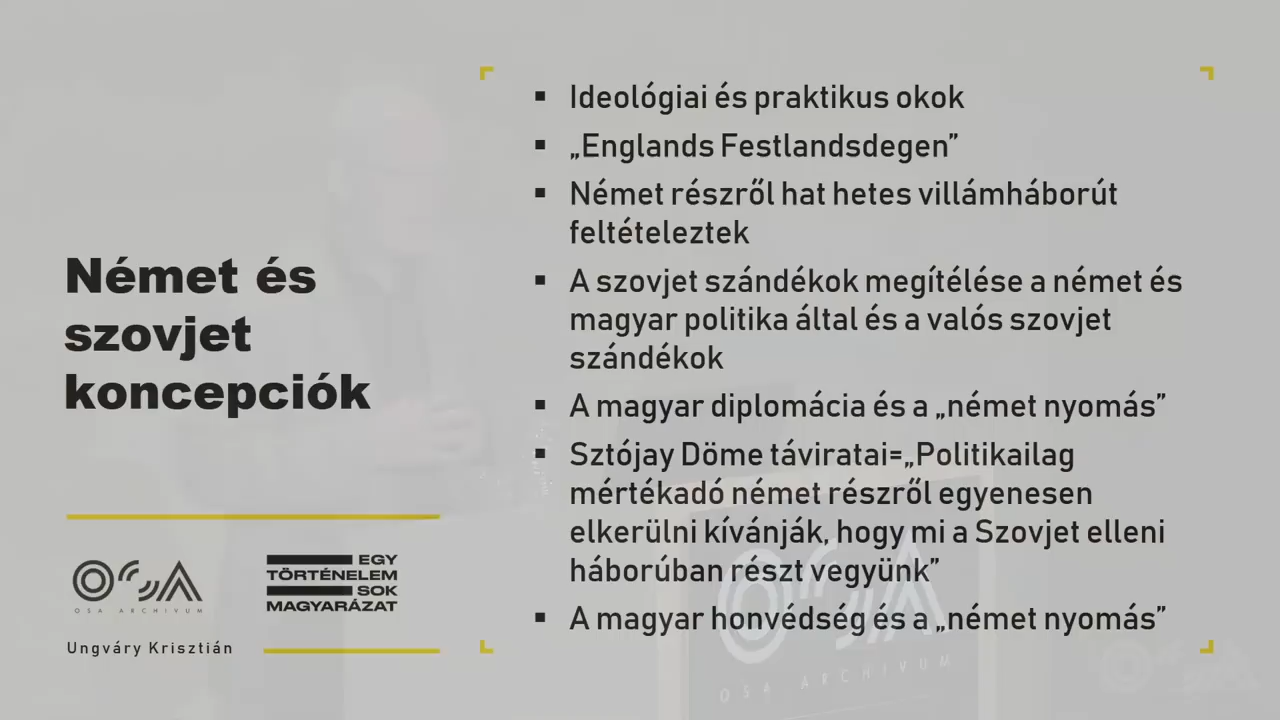 Német és
szovjet
koncepciók
OSA ARCHIVUM
EGY
TÖRTÉNELEM
SOK
MAGYARÁZAT
Ungváry Krisztián
▪ Ideológiai és praktikus okok
▪ „Englands Festlandsdegen”
▪ Német részről hat hetes villámháborút
feltételeztek
▪ A szovjet szándékok megítélése a német és
magyar politika által és a valós szovjet
szándékok
▪ A magyar diplomácia és a „német nyomás”
▪ Sztójay Döme táviratai=„Politikailag
mértékadó német részről egyenesen
elkerülni kívánják, hogy mi a Szovjet elleni
háborúban részt vegyünk”
▪ A magyar honvédség és a „német nyomás”
OSA ARCHIVUM